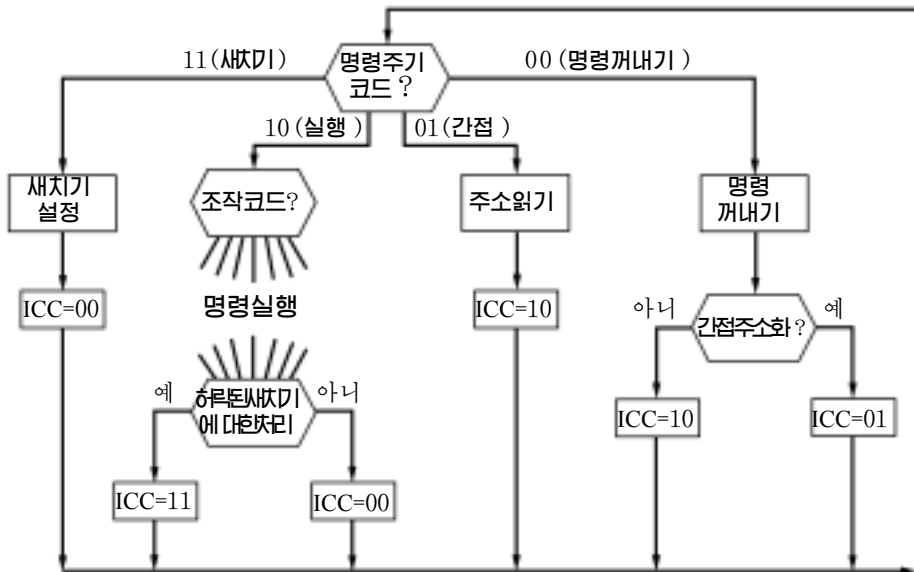 11(새치기)
명령주기
코드?
00(명령꺼내기)
10(실행)
01(간접)
새치기
설정
조작코드?
주소읽기
명령
꺼내기
ICC=00
명령실행
ICC=10
아니
간접주소화?
예
예
허락된새치기
에 대한처리
아니
ICC=10
ICC=01
ICC=11
ICC=00